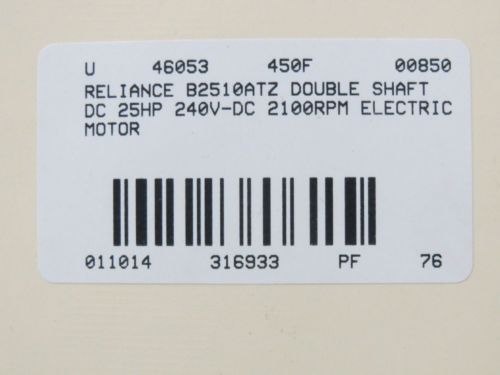 U 46053 450F 00850
RELIANCE B2510ATZ DOUBLE SHAFT
DC 25HP 240V-DC 2100RPM ELECTRIC
MOTOR
011014 316933 PF 76